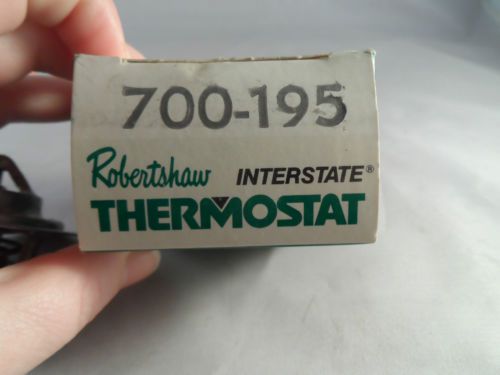 700-195
Robertshaw INTERSTATE®
THERMOSTAT